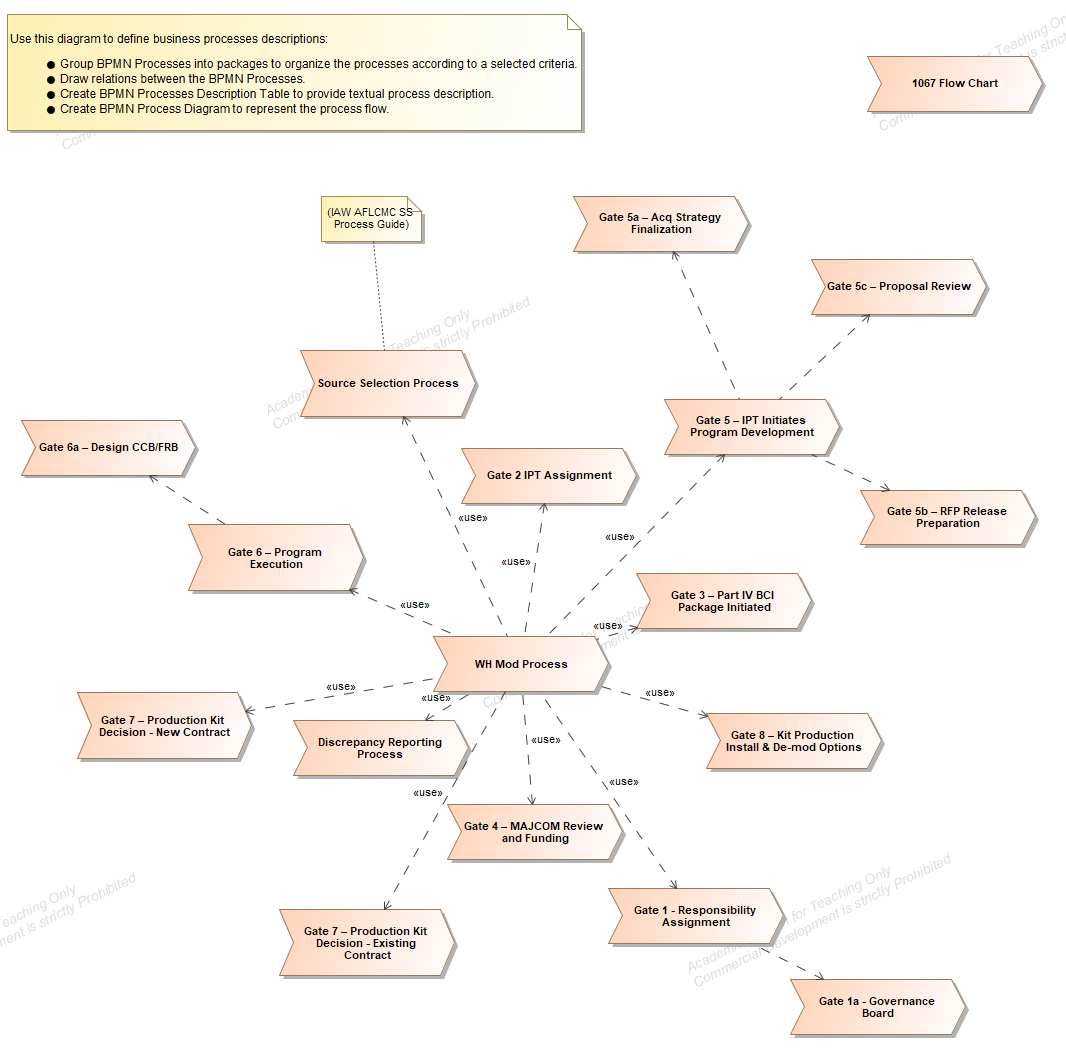 Use this diagram to define business processes descriptions:
● Group BPMN Processes into packages to organize the processes according to a selected criteria.
● Draw relations between the BPMN Processes.
● Create BPMN Processes Description Table to provide textual process description.
● Create BPMN Process Diagram to represent the process flow.
1067 Flow Chart
(IAW AFLCMC SS
Process Guide)
Gate 5a – Acq Strategy
Finalization
Gate 5c – Proposal Review
Source Selection Process
Gate 5 – IPT Initiates
Program Development
Gate 6a – Design CCB/FRB
Gate 2 IPT Assignment
Gate 5b – RFP Release
Preparation
«use»
«use»
«use»
Gate 6 – Program
Execution
Gate 3 – Part IV BCI
Package Initiated
«use»
«use»
WH Mod Process
«use»
«use»
«use»
Gate 7 – Production Kit
Decision - New Contract
Discrepancy Reporting
Process
«use»
Gate 8 – Kit Production
Install & De-mod Options
«use»
«use»
Gate 4 – MAJCOM Review
and Funding
Gate 7 – Production Kit
Decision - Existing
Contract
Gate 1 - Responsibility
Assignment
Gate 1a - Governance
Board
Teaching Only
is strictly Prohibited
for Teaching Only
Commercial Development is strictly Prohibited